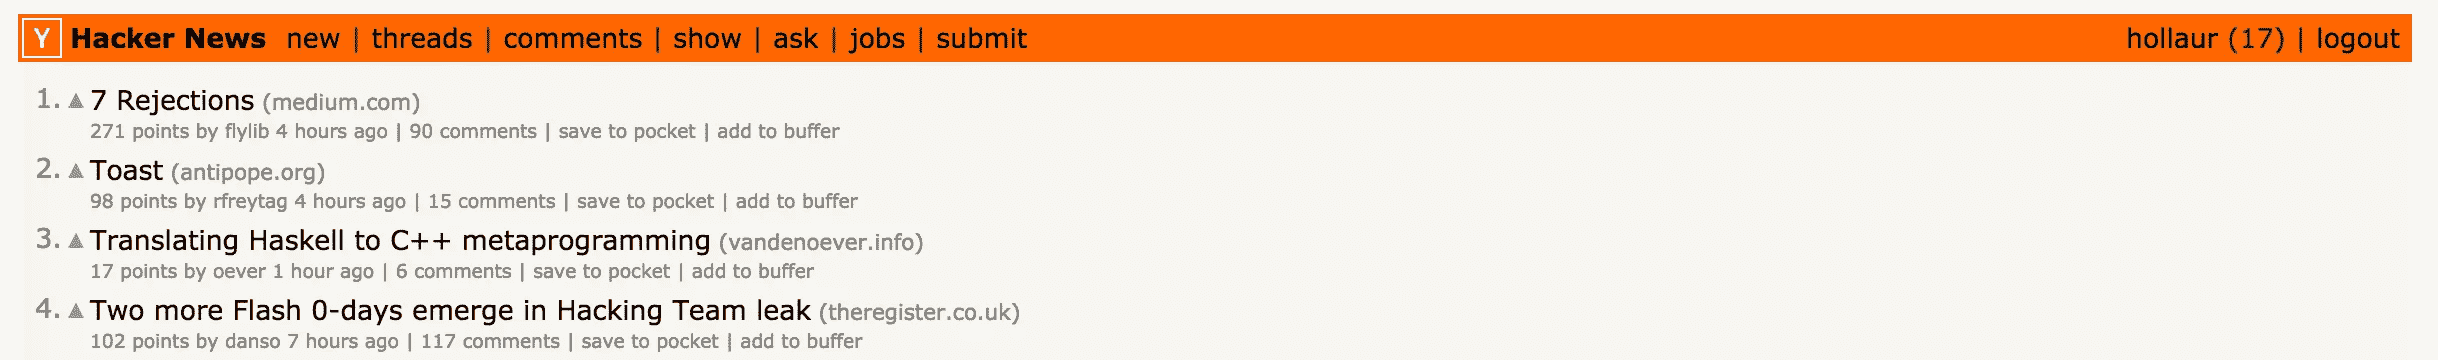 Y Hacker News new | threads | comments | show | ask | jobs | submit hollaur (17) | logout
1. 7 Rejections (medium.com)
271 points by flylib 4 hours ago | 90 comments | save to pocket | add to buffer
2. Toast (antipope.org)
98 points by rfreytag 4 hours ago | 15 comments | save to pocket | add to buffer
3. Translating Haskell to C++ metaprogramming (vandenoever.info)
17 points by oever 1 hour ago | 6 comments | save to pocket | add to buffer
4. Two more Flash 0-days emerge in Hacking Team leak (theregister.co.uk)
102 points by danso 7 hours ago | 117 comments | save to pocket | add to buffer